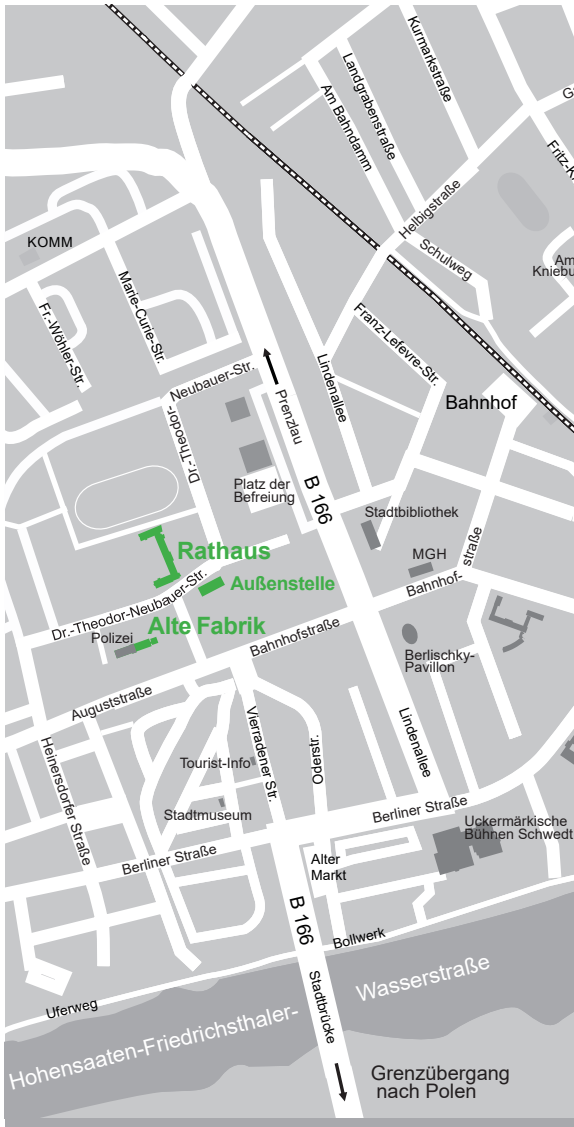 Kurmarkstraße
Landgrabenstraße
Am Bahndamm
Helbigstraße
Schulweg
Am
Knieb
KOMM
Marie-Curie-Str.
Fr.-Wöhler-Str.
Franz-Lefevre-Str.
Lindenallee
Neubauer-Str.
Dr.-Theodor-
Prenzlau
Bahnhof
Platz der
Befreiung
B 166
Stadtbibliothek
Rathaus
MGH
straße
Bahnhof-
Außenstelle
Dr.-Theodor-Neubauer-Str.
Alte Fabrik
Polizei
Bahnhofstraße
Berlischky-
Pavillon
Auguststraße
Heinersdorfer Straße
Vierradener Str.
Oderstr.
Lindenallee
Tourist-Info
Stadtmuseum
Berliner Straße
Uckermärkische
Bühnen Schwedt
Berliner Straße
Alter
Markt
B 166
Bollwerk
Stadtbrücke
Uferweg
Hohensaaten-Friedrichsthaler-
Wasserstraße
Grenzübergang
nach Polen